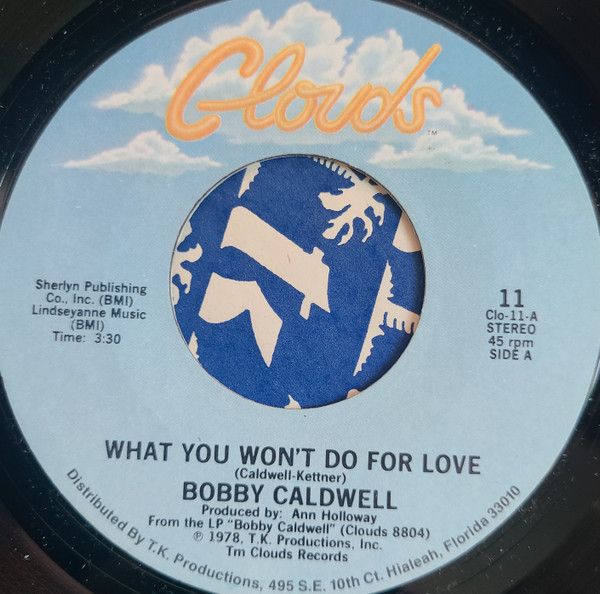 Clouds
TM
Sherlyn Publishing
Co., Inc. (BMI)
Lindseyanne Music
(BMI)
Time: 3:30
11
Clo-11-A
STEREO
45 rpm
SIDE A
WHAT YOU WON'T DO FOR LOVE
(Caldwell-Kettner)
BOBBY CALDWELL
Produced by: Ann Holloway
From the LP "Bobby Caldwell" (Clouds 8804)
℗ 1978, T.K. Productions, Inc.
Tm Clouds Records
Distributed By T.K. Productions, 495 S.E. 10th Ct. Hialeah, Florida 33010